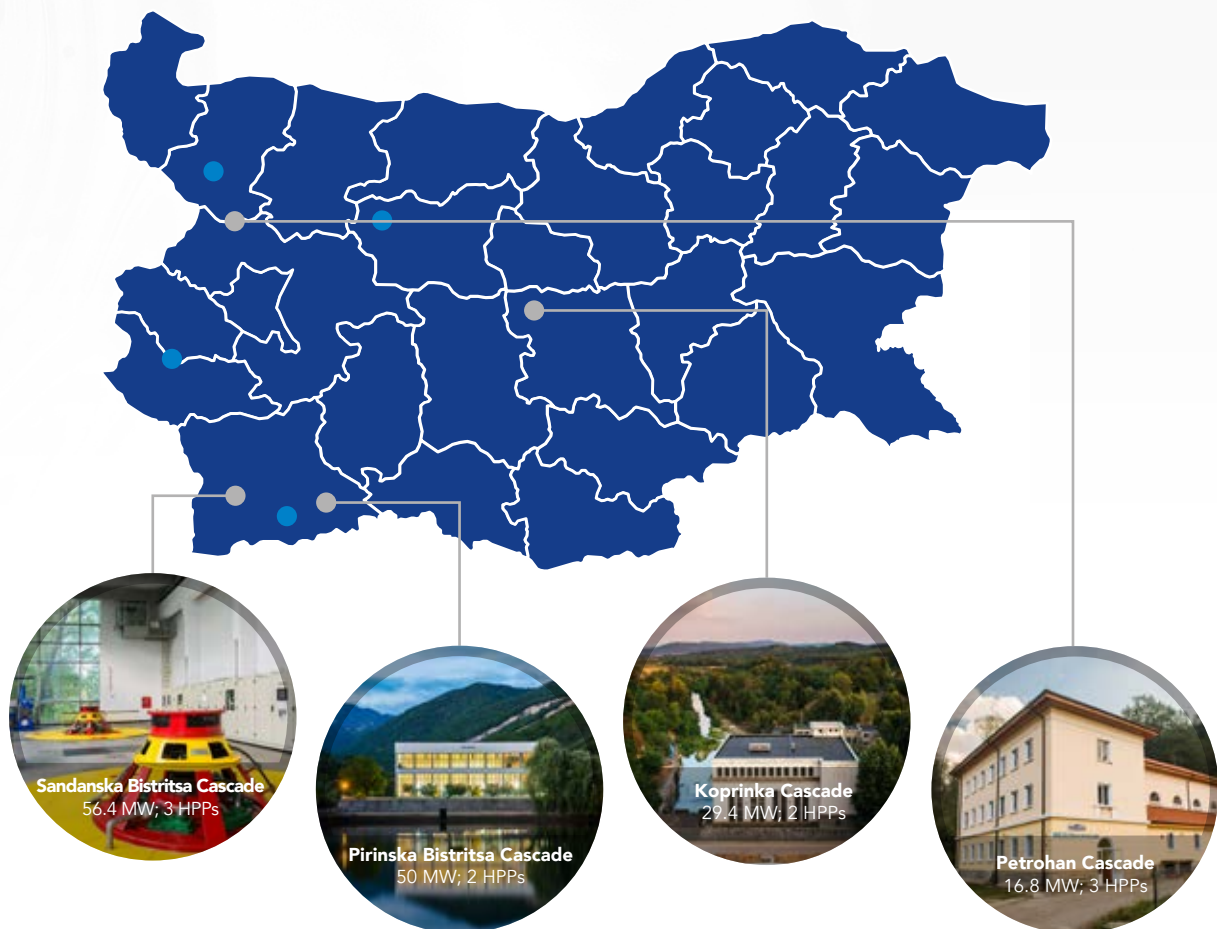 Sandanska Bistritsa Cascade
56.4 MW; 3 HPPs
Pirinska Bistritsa Cascade
50 MW; 2 HPPs
Koprinka Cascade
29.4 MW; 2 HPPs
Petrohan Cascade
16.8 MW; 3 HPPs